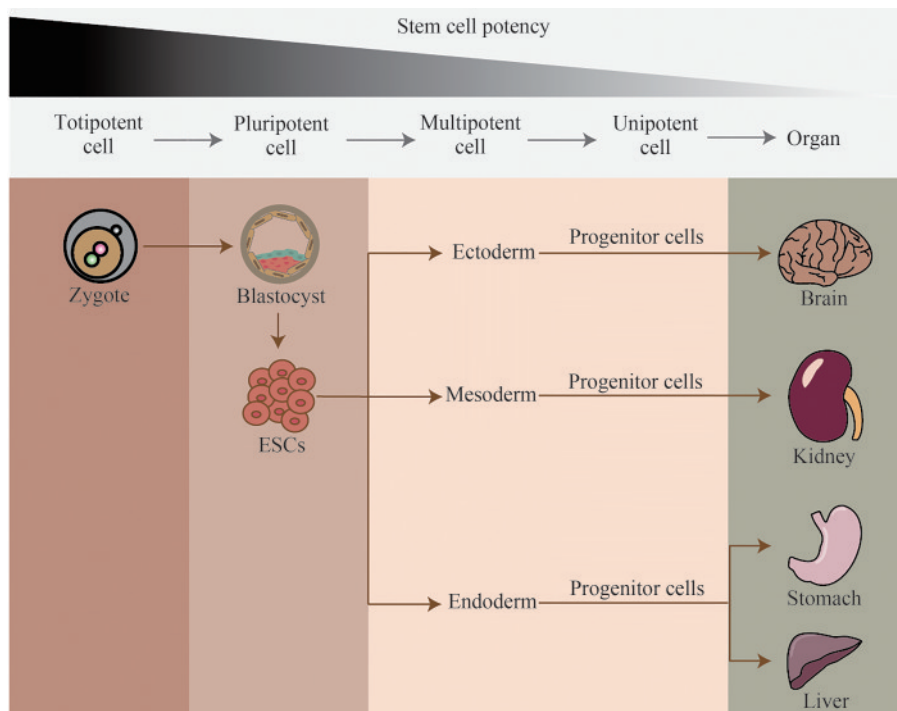 Stem cell potency
Totipotent
cell
Pluripotent
cell
Multipotent
cell
Unipotent
cell
Organ
Zygote
Blastocyst
ESCs
Ectoderm
Progenitor cells
Brain
Mesoderm
Progenitor cells
Kidney
Endoderm
Progenitor cells
Stomach
Liver